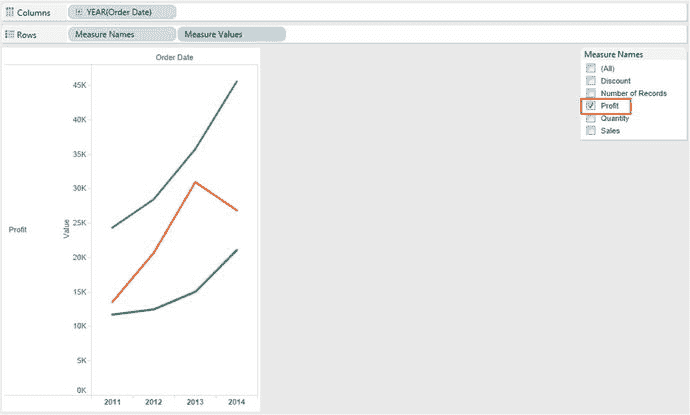 Columns
YEAR(Order Date)
Rows
Measure Names
Measure Values
Order Date
45K
40K
35K
30K
25K
20K
15K
10K
5K
0K
Value
Profit
2011 2012 2013 2014
Measure Names
(All)
Discount
Number of Records
Profit
Quantity
Sales